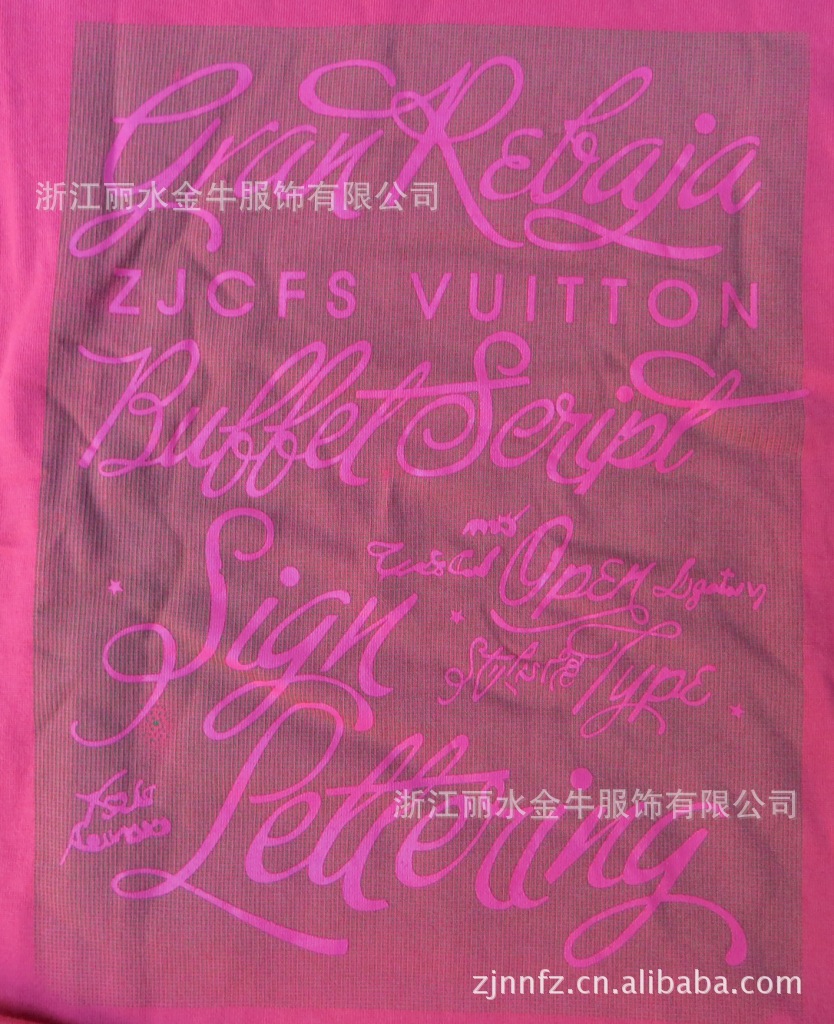 Gran Rebaja
浙江丽水金牛服饰有限公司
ZJCFS VUITTON
Buffet Script
Sign
Open
Type
Lettering
浙江丽水金牛服饰有限公司
zjnnfz.cn.alibaba.com